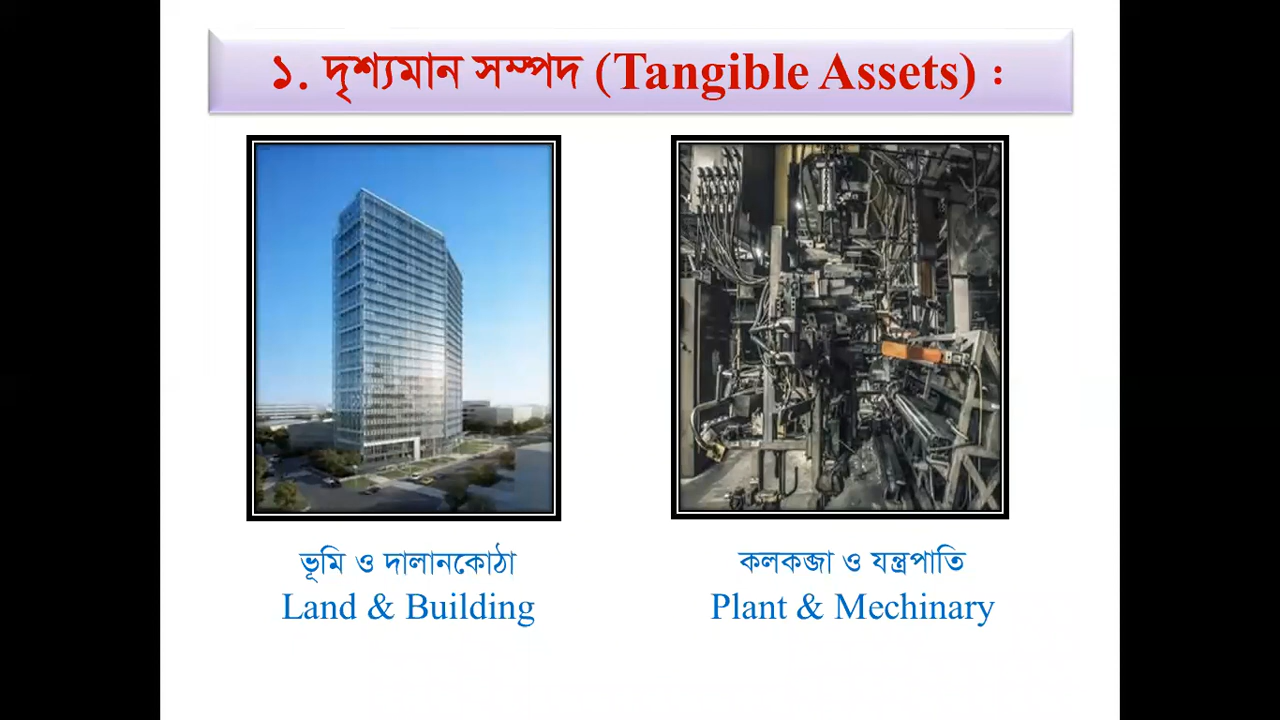 ১. দৃশ্যমান সম্পদ (Tangible Assets) :
ভূমি ও দালানকোঠা
Land & Building
কলকব্জা ও যন্ত্রপাতি
Plant & Mechinary